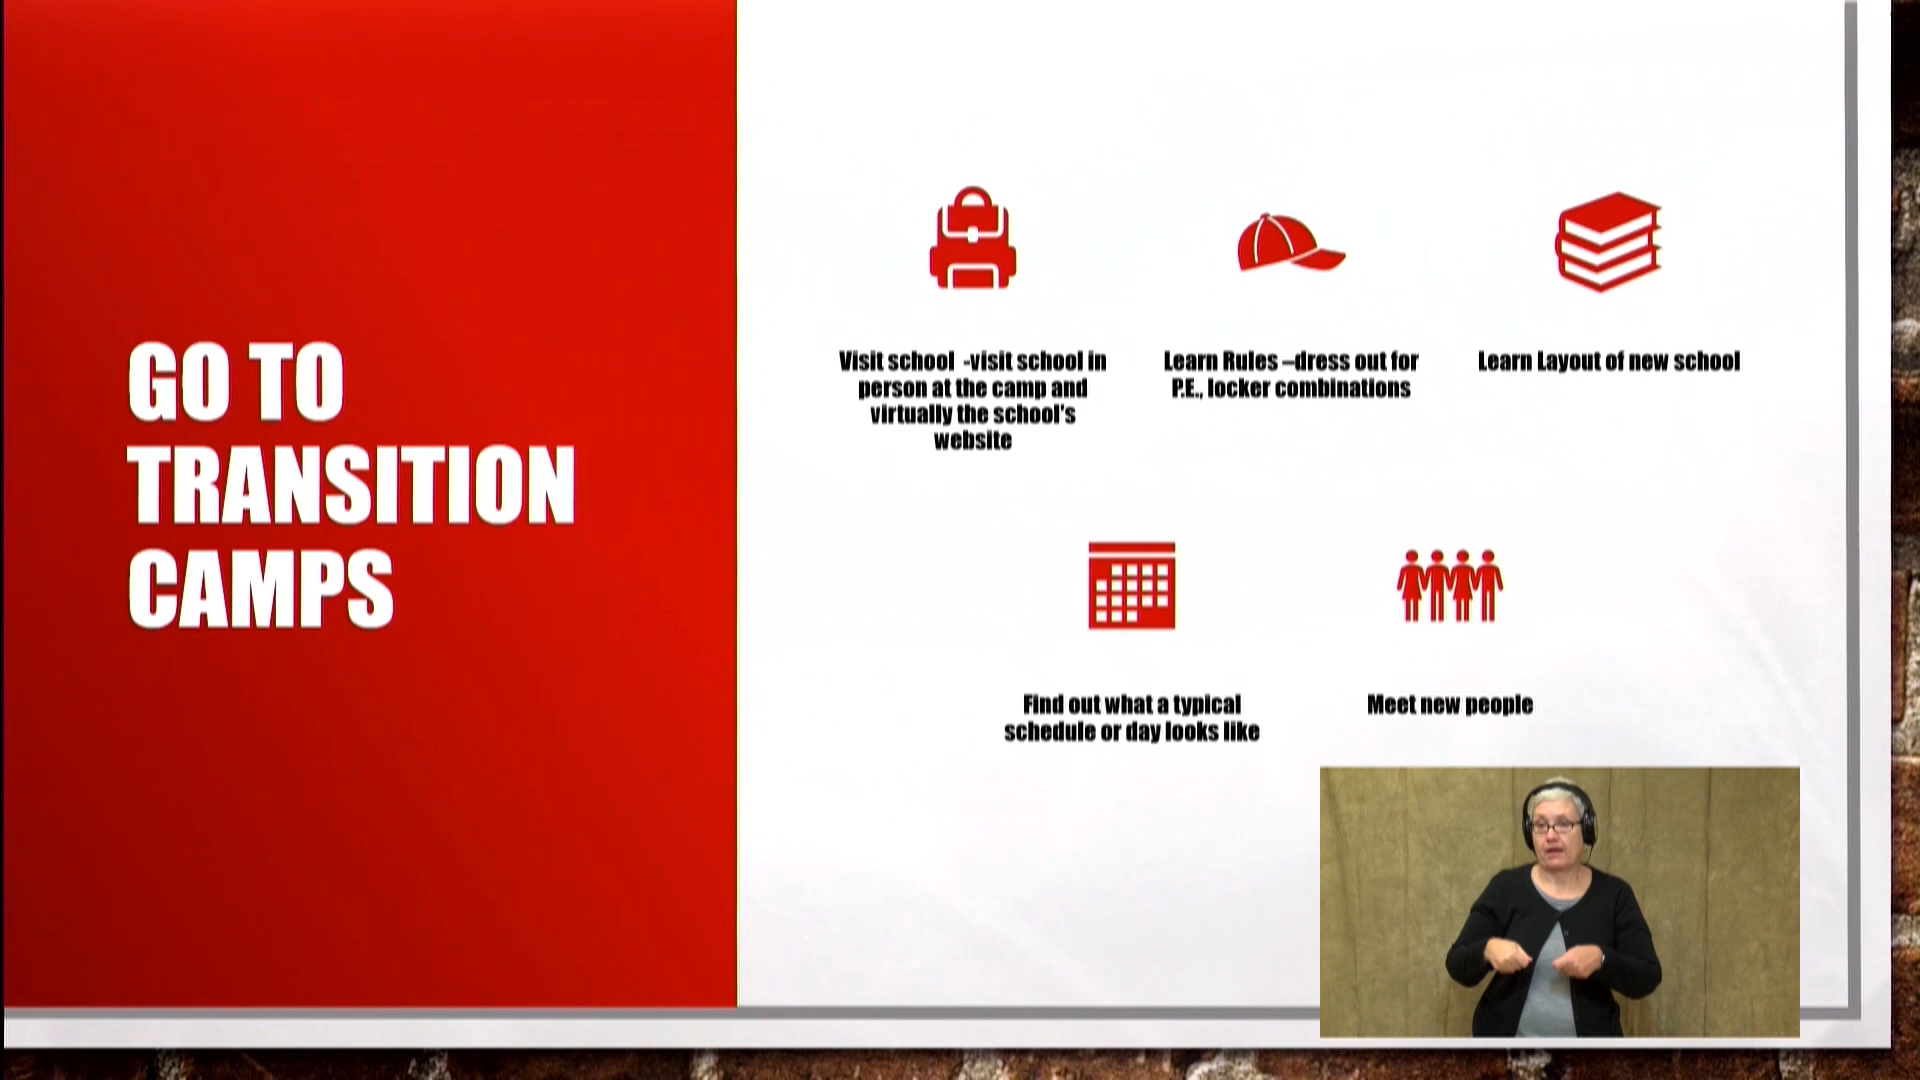 GO TO
TRANSITION
CAMPS
Visit school -visit school in
person at the camp and
virtually the school's
website
Learn Rules –dress out for
P.E., locker combinations
Learn Layout of new school
Find out what a typical
schedule or day looks like
Meet new people